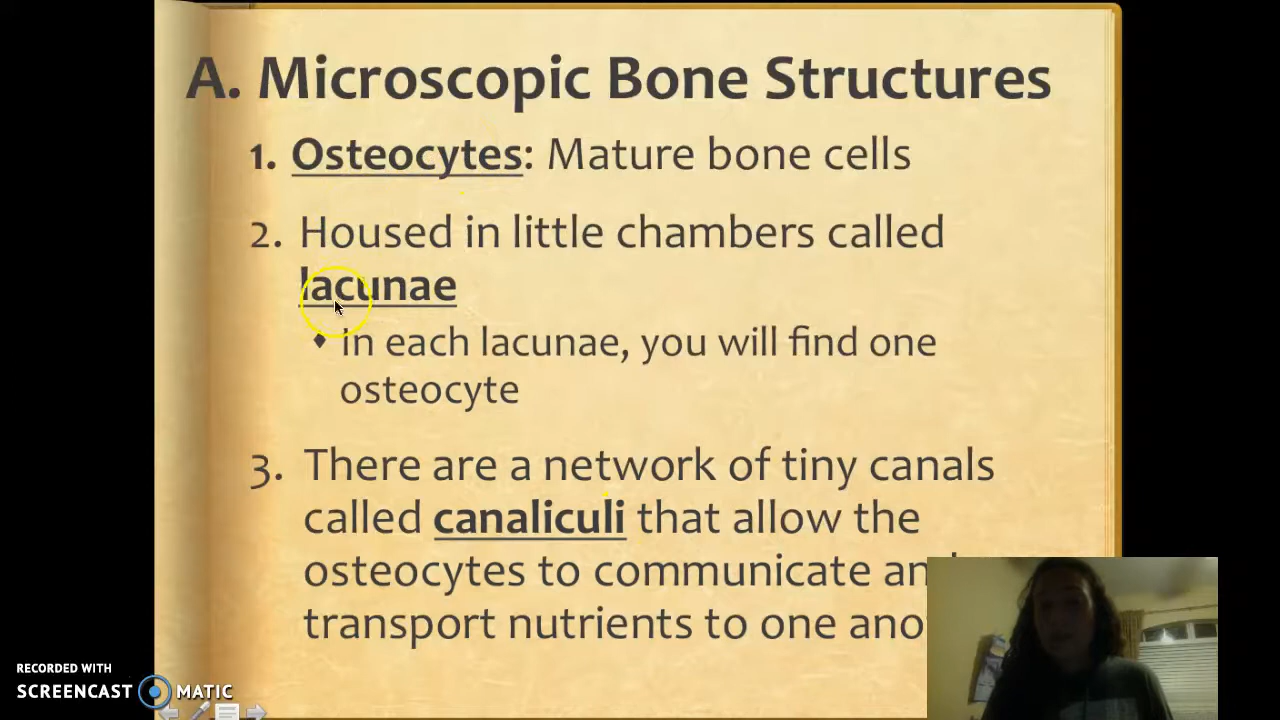 A. Microscopic Bone Structures
1. Osteocytes: Mature bone cells
2. Housed in little chambers called
lacunae
♦ In each lacunae, you will find one
osteocyte
3. There are a network of tiny canals
called canaliculi that allow the
osteocytes to communicate
transport nutrients to one
RECORDED WITH
SCREENCAST MATIC